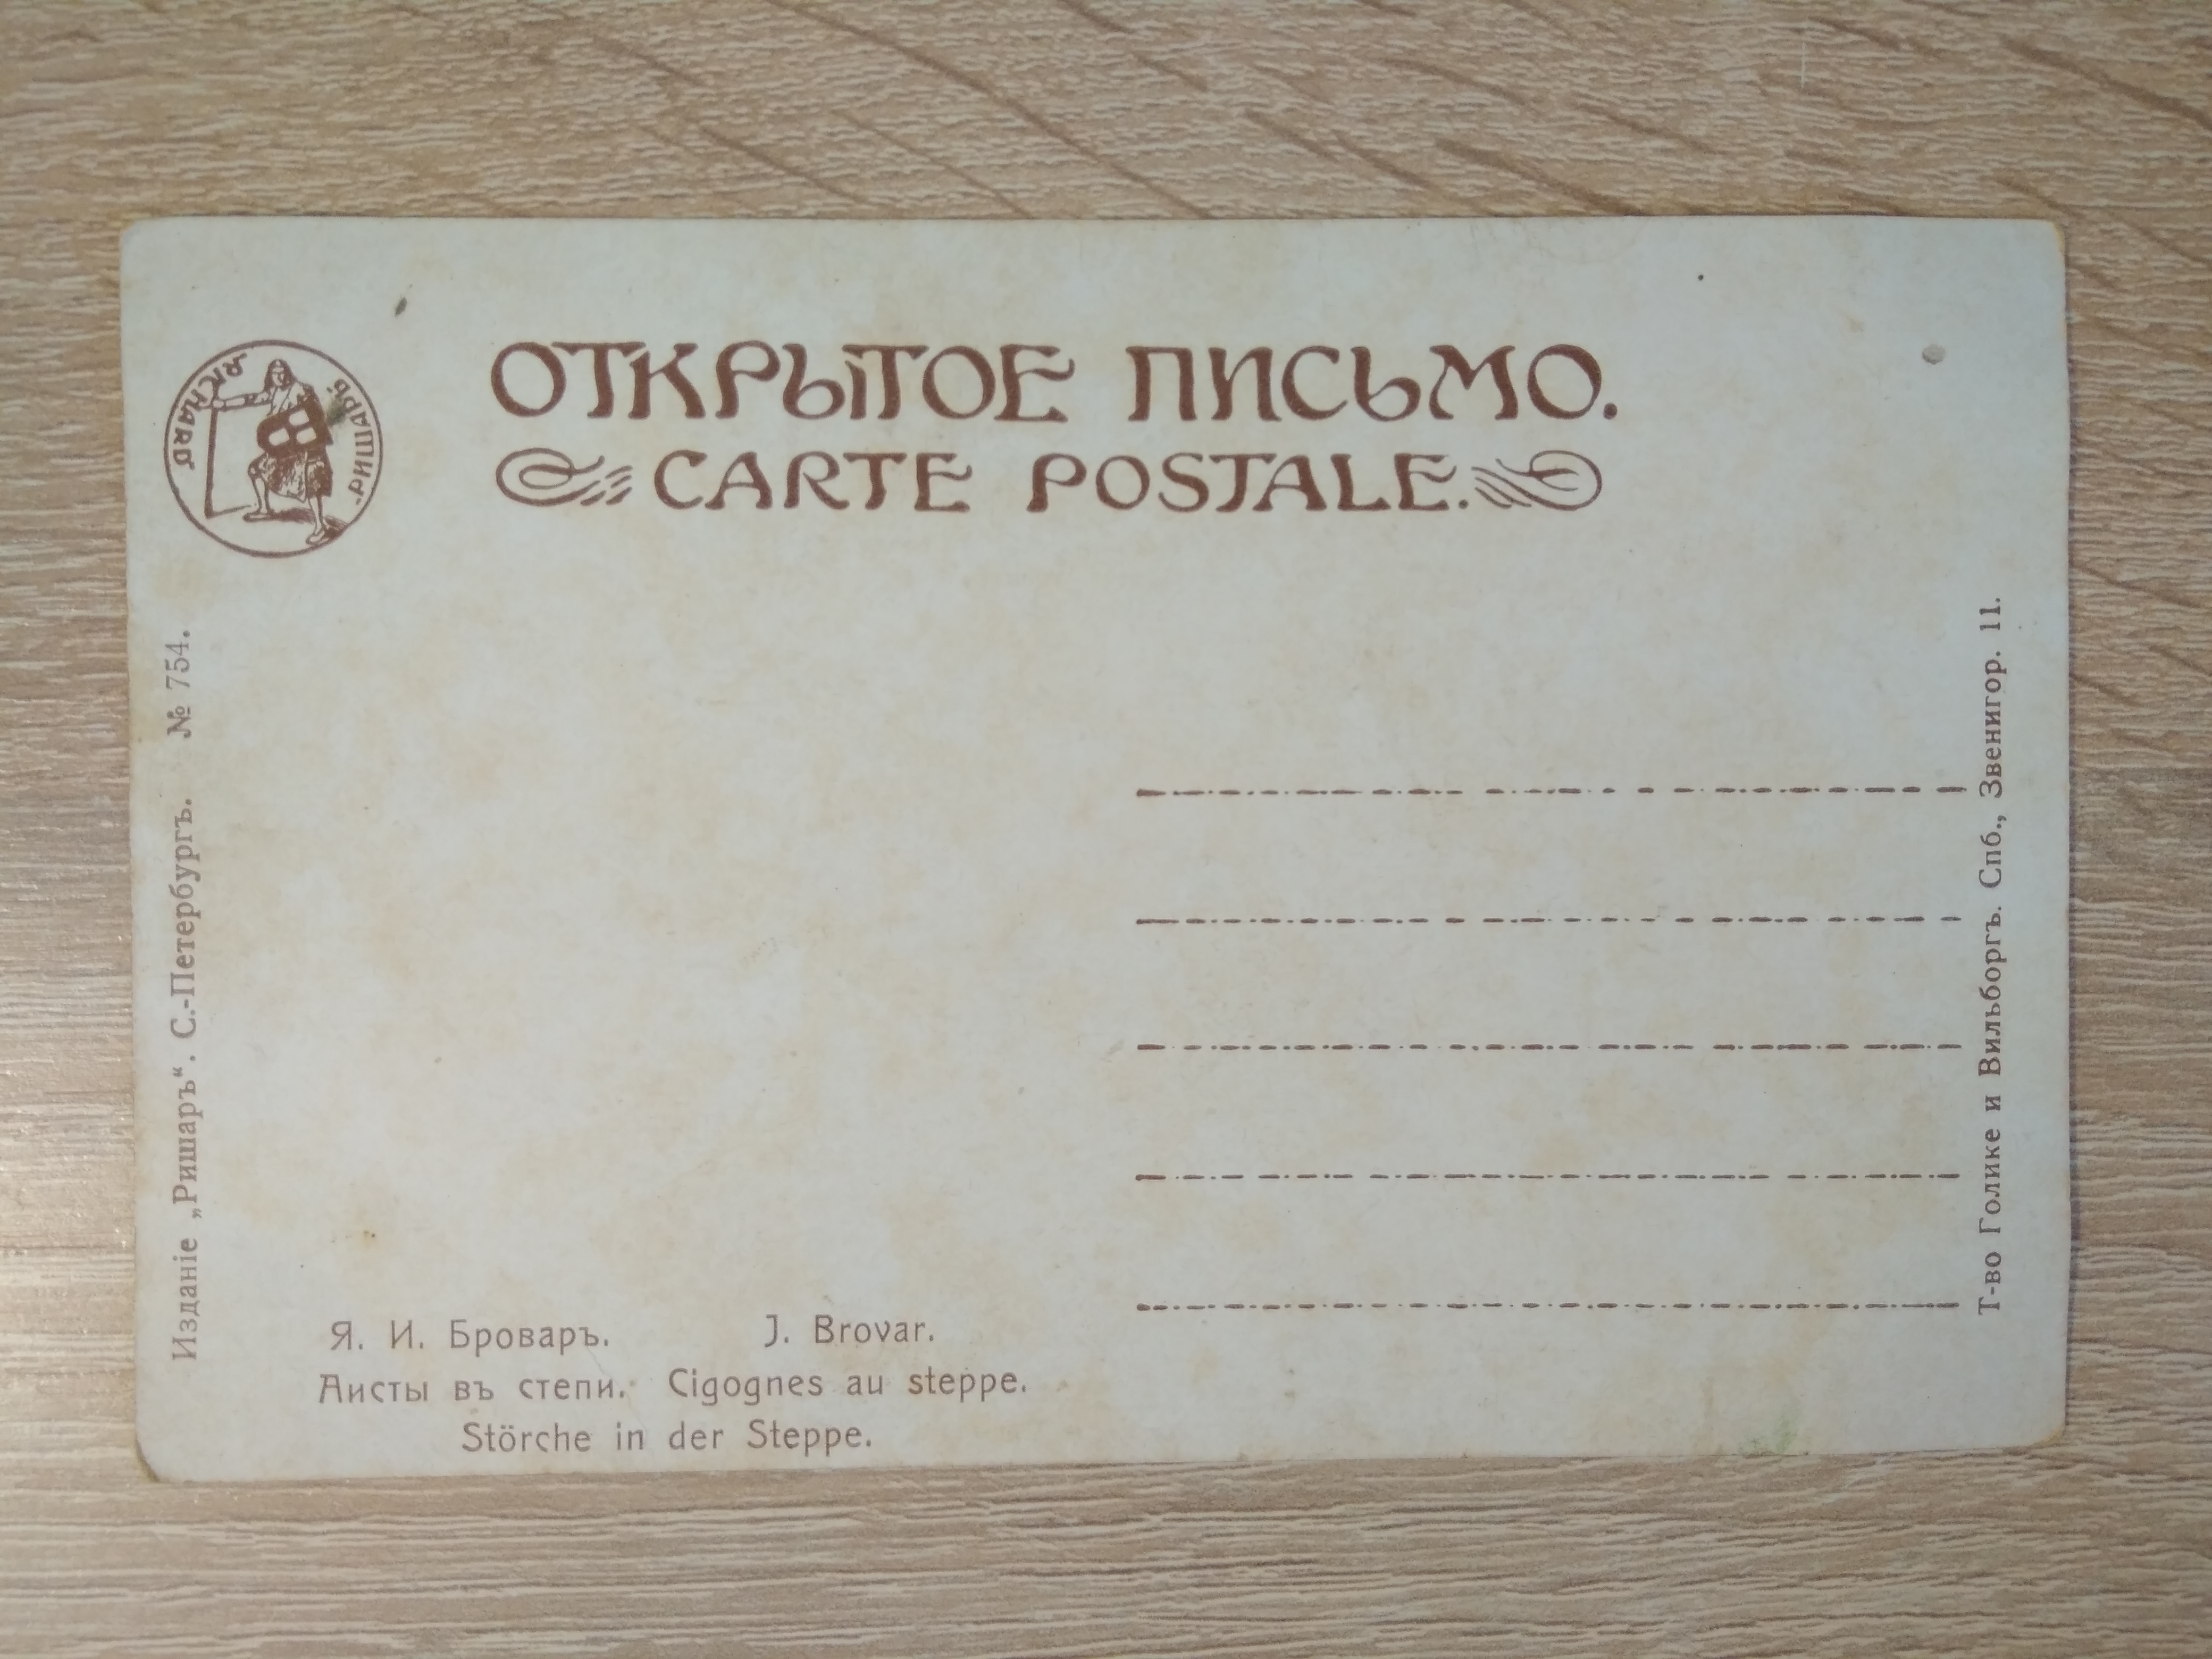 RICHARD
„РИШАРЪ“
ОТКРЫТОЕ ПИСЬМО.
CARTE POSTALE.
Изданіе „Ришаръ“. С.-Петербургъ. № 754.
Я. И. Броваръ. J. Brovar.
Аисты въ степи. Cigognes au steppe.
Störche in der Steppe.
Т-во Голике и Вильборгъ. Спб., Звенигор. 11.